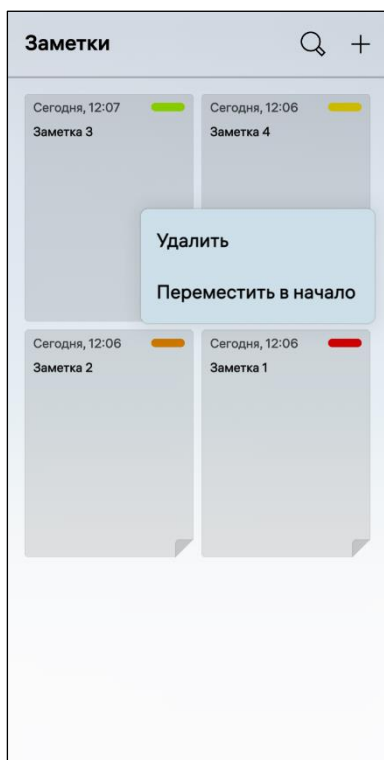 Заметки
Сегодня, 12:07
Заметка 3
Сегодня, 12:06
Заметка 4
Удалить
Переместить в начало
Сегодня, 12:06
Заметка 2
Сегодня, 12:06
Заметка 1